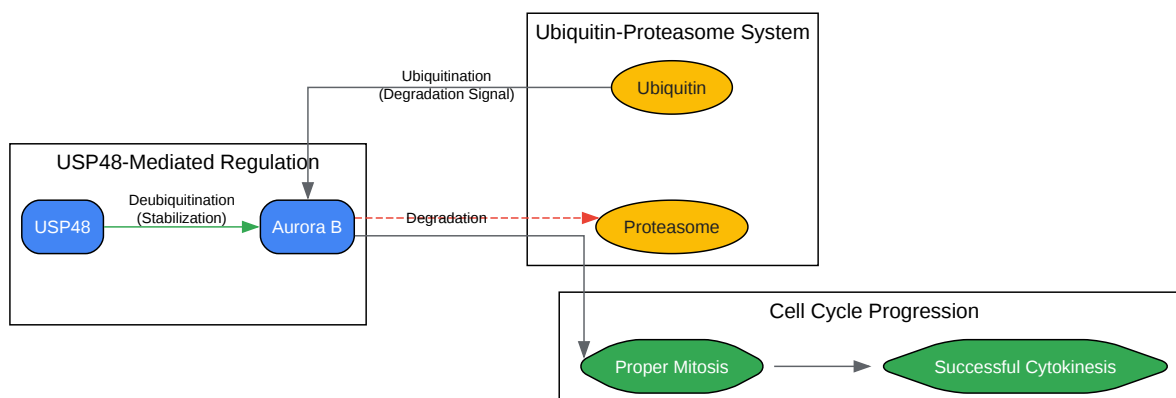 Ubiquitin-Proteasome System
Ubiquitination
(Degradation Signal)
Ubiquitin
USP48-Mediated Regulation
USP48
Deubiquitination
(Stabilization)
Aurora B
Degradation
Proteasome
Cell Cycle Progression
Proper Mitosis
Successful Cytokinesis